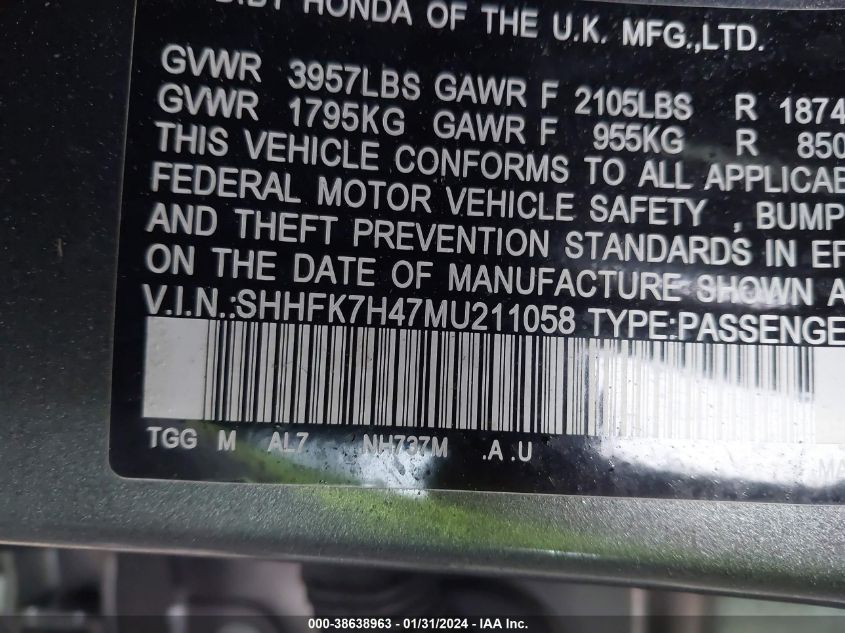 HONDA OF THE U.K. MFG.,LTD.
GVWR 3957LBS GAWR F 2105LBS R 1874
GVWR 1795KG GAWR F 955KG R 850
THIS VEHICLE CONFORMS TO ALL APPLICAB
FEDERAL MOTOR VEHICLE SAFETY , BUMP
AND THEFT PREVENTION STANDARDS IN EF
ON THE DATE OF MANUFACTURE SHOWN A
V.I.N.:SHHFK7H47MU211058 TYPE:PASSENGE
TGG M AL7 NH737M .A .U
MA
000-38638963 - 01/31/2024 - IAA Inc.